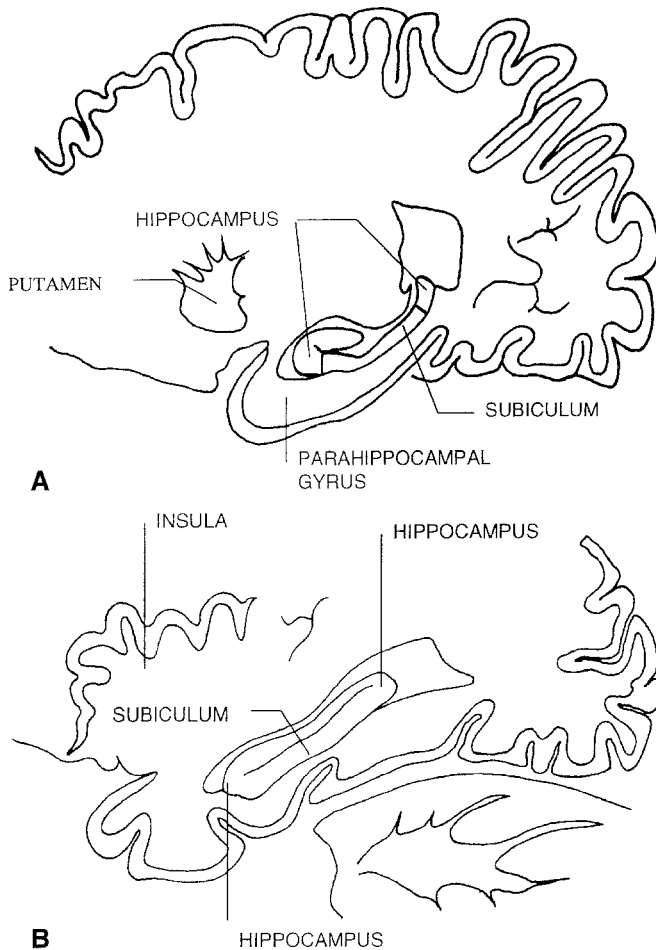 HIPPOCAMPUS
PUTAMEN
SUBICULUM
PARAHIPPOCAMPAL
GYRUS
A
INSULA
HIPPOCAMPUS
SUBICULUM
B
HIPPOCAMPUS